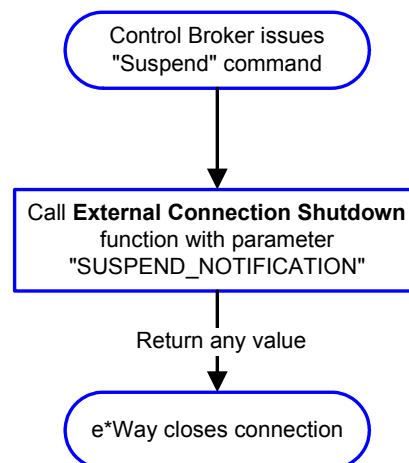 Control Broker issues
"Suspend" command
Call External Connection Shutdown
function with parameter
"SUSPEND_NOTIFICATION"
Return any value
e*Way closes connection